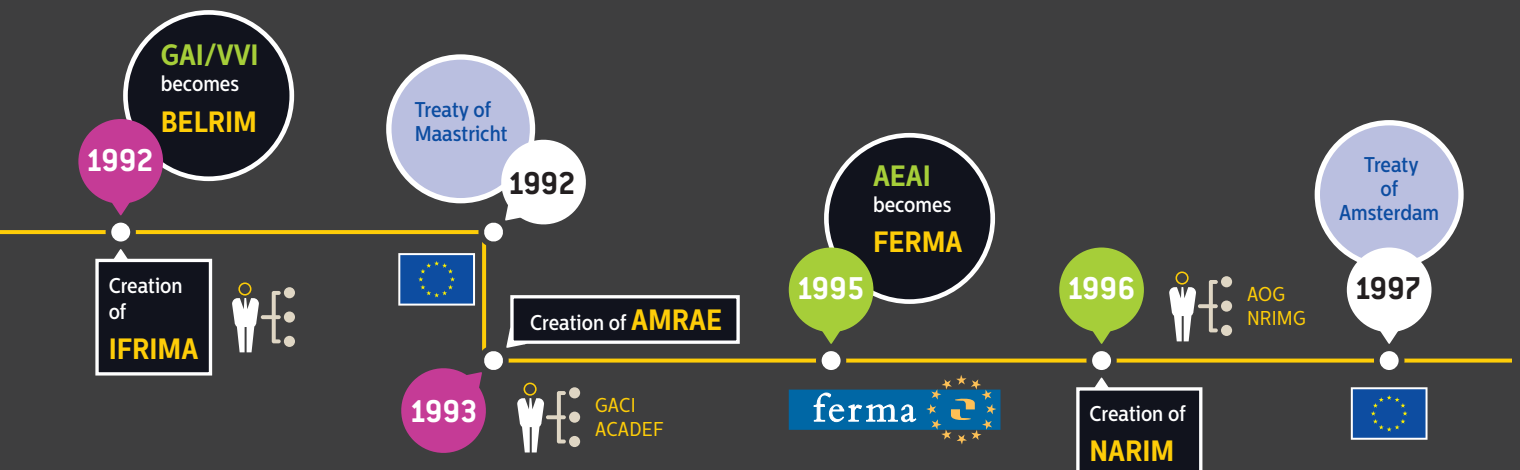 GAI/VVI
becomes
BELRIM
1992
Creation
of
IFRIMA
Treaty of
Maastricht
1992
Creation of AMRAE
1993
GACI
ACADEF
AEAI
becomes
FERMA
1995
ferma
1996
AOG
NRIMG
Creation of
NARIM
Treaty
of
Amsterdam
1997